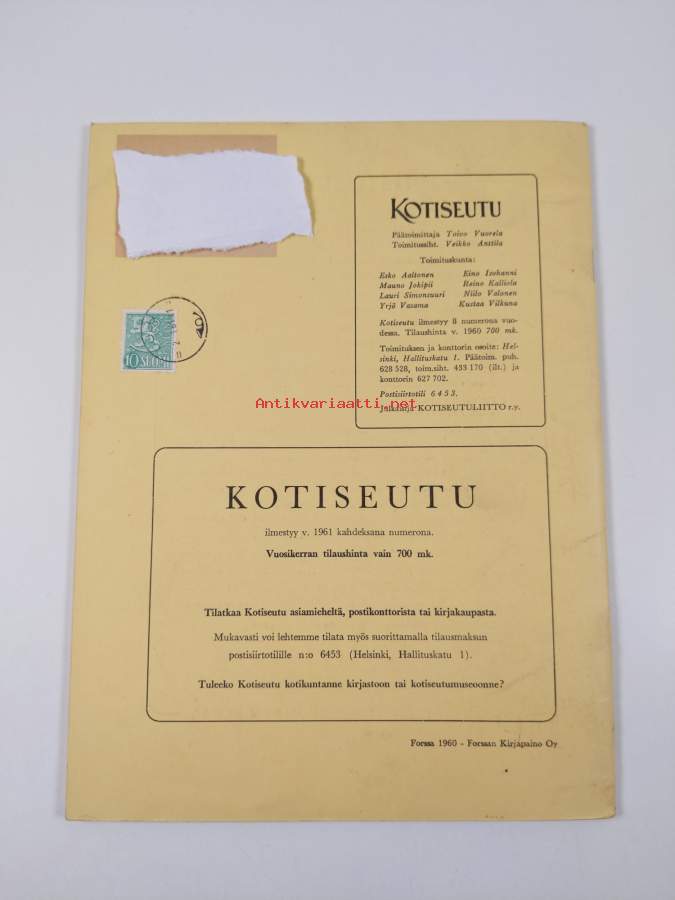 KOTISEUTU
Päätoimittaja Toivo Vuorela
Toimitussiht. Veikko Anttila
Toimituskunta:
Esko Aaltonen Eino Isohanni
Mauno Jokipii Reino Kalliola
Lauri Simonsuuri Niilo Valonen
Yrjö Vasama Kustaa Vilkuna
Kotiseutu ilmestyy 8 numerona vuo-
dessa. Tilaushinta v. 1960 700 mk.
Toimituksen ja konttorin osoite: Hel-
sinki, Hallituskatu 1. Päätoim. puh.
628 528, toim.siht. 433 170 (ilt.) ja
konttorin 627 702.
Postisiirtotili 6453.
Julkaisija KOTISEUTULIITTO r.y.
10 SUOMI
Antikvariaatti.net
KOTISEUTU
ilmestyy v. 1961 kahdeksana numerona.
Vuosikerran tilaushinta vain 700 mk.
Tilatkaa Kotiseutu asiamieheltä, postikonttorista tai kirjakaupasta.
Mukavasti voi lehtemme tilata myös suorittamalla tilausmaksun
postisiirtotilille n:o 6453 (Helsinki, Hallituskatu 1).
Tuleeko Kotiseutu kotikuntanne kirjastoon tai kotiseutumuseoonne?
Forssa 1960 - Forssan Kirjapaino Oy